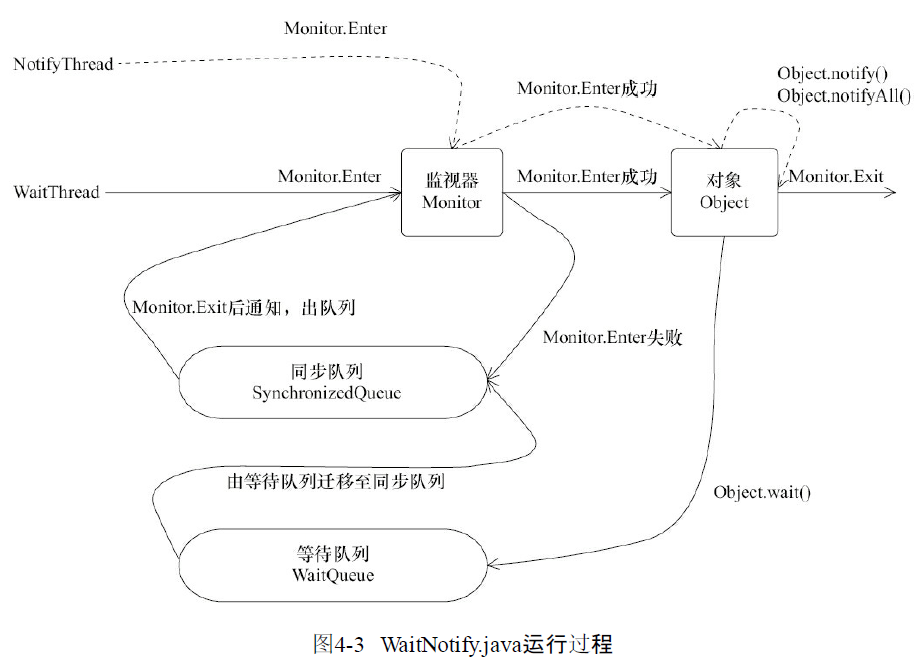 Monitor.Enter
NotifyThread
Monitor.Enter成功
Object.notify()
Object.notifyAll()
WaitThread
Monitor.Enter
监视器
Monitor
Monitor.Enter成功
对象
Object
Monitor.Exit
Monitor.Exit后通知，出队列
Monitor.Enter失败
同步队列
SynchronizedQueue
由等待队列迁移至同步队列
Object.wait()
等待队列
WaitQueue
图4-3 WaitNotify.java运行过程